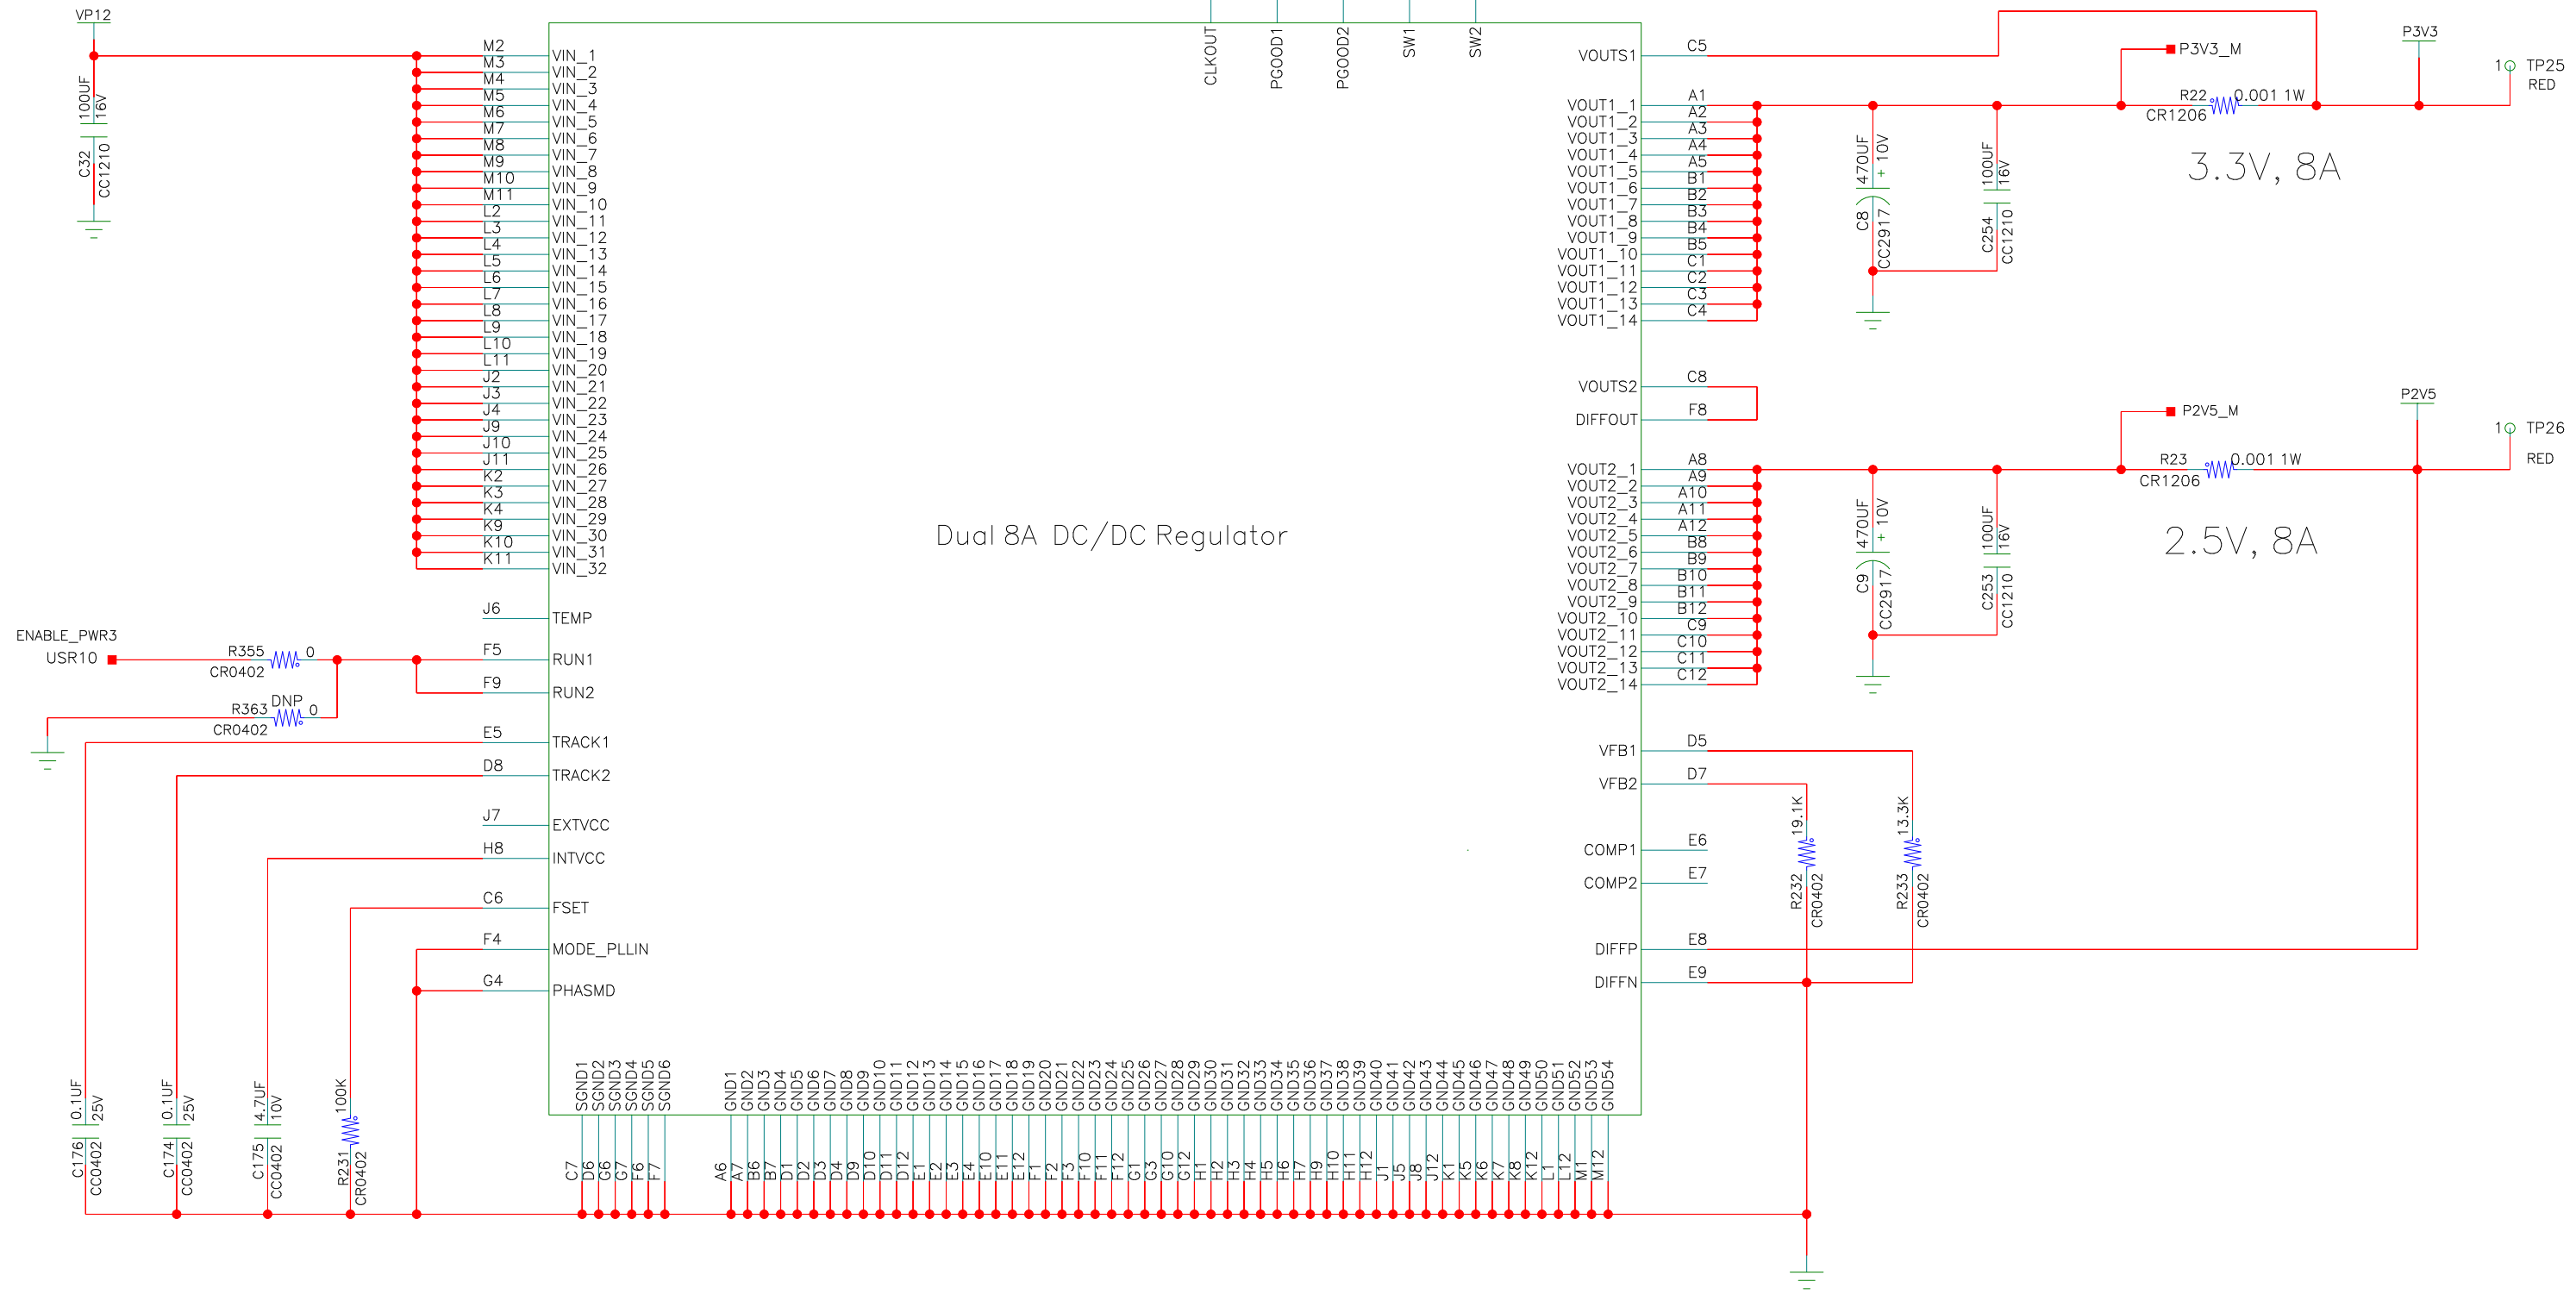 VP12
100UF
16V
C32
CC1210
M2 VIN_1
M3 VIN_2
M4 VIN_3
M5 VIN_4
M6 VIN_5
M7 VIN_6
M8 VIN_7
M9 VIN_8
M10 VIN_9
M11 VIN_10
L2 VIN_11
L3 VIN_12
L4 VIN_13
L5 VIN_14
L6 VIN_15
L7 VIN_16
L8 VIN_17
L9 VIN_18
L10 VIN_19
L11 VIN_20
J2 VIN_21
J3 VIN_22
J4 VIN_23
J9 VIN_24
J10 VIN_25
J11 VIN_26
K2 VIN_27
K3 VIN_28
K4 VIN_29
K9 VIN_30
K10 VIN_31
K11 VIN_32
J6 TEMP
ENABLE_PWR3
USR10
R355 0
CR0402
F5 RUN1
F9 RUN2
DNP
R363 0
CR0402
E5 TRACK1
D8 TRACK2
J7 EXTVCC
H8 INTVCC
C6 FSET
F4 MODE_PLLIN
G4 PHASMD
C176 0.1UF
CC0402 25V
C174 0.1UF
CC0402 25V
C175 4.7UF
CC0402 10V
R231 100K
CR0402
CLKOUT
PGOOD1
PGOOD2
SW1
SW2
Dual 8A DC/DC Regulator
VOUTS1 C5
VOUT1_1 A1
VOUT1_2 A2
VOUT1_3 A3
VOUT1_4 A4
VOUT1_5 A5
VOUT1_6 B1
VOUT1_7 B2
VOUT1_8 B3
VOUT1_9 B4
VOUT1_10 B5
VOUT1_11 C1
VOUT1_12 C2
VOUT1_13 C3
VOUT1_14 C4
VOUTS2 C8
DIFFOUT F8
VOUT2_1 A8
VOUT2_2 A9
VOUT2_3 A10
VOUT2_4 A11
VOUT2_5 A12
VOUT2_6 B8
VOUT2_7 B9
VOUT2_8 B10
VOUT2_9 B11
VOUT2_10 B12
VOUT2_11 C9
VOUT2_12 C10
VOUT2_13 C11
VOUT2_14 C12
VFB1 D5
VFB2 D7
COMP1 E6
COMP2 E7
DIFFP E8
DIFFN E9
C8 470UF
CC2917 + 10V
C254 100UF
CC1210 16V
P3V3_M
R22 0.001 1W
CR1206
P3V3
1 TP25
RED
3.3V, 8A
C9 470UF
CC2917 + 10V
C253 100UF
CC1210 16V
P2V5_M
R23 0.001 1W
CR1206
P2V5
1 TP26
RED
2.5V, 8A
R232 19.1K
CR0402
R233 13.3K
CR0402
SGND1 C7
SGND2 D6
SGND3 G6
SGND4 G7
SGND5 F6
SGND6 F7
GND1 A6
GND2 A7
GND3 B6
GND4 B7
GND5 D1
GND6 D2
GND7 D3
GND8 D4
GND9 D9
GND10 D10
GND11 D11
GND12 D12
GND13 E1
GND14 E2
GND15 E3
GND16 E4
GND17 E10
GND18 E11
GND19 E12
GND20 F1
GND21 F2
GND22 F3
GND23 F10
GND24 F11
GND25 F12
GND26 G1
GND27 G3
GND28 G10
GND29 G12
GND30 H1
GND31 H2
GND32 H3
GND33 H4
GND34 H5
GND35 H6
GND36 H7
GND37 H9
GND38 H10
GND39 H11
GND40 H12
GND41 J1
GND42 J5
GND43 J8
GND44 J12
GND45 K1
GND46 K5
GND47 K6
GND48 K7
GND49 K8
GND50 K12
GND51 L1
GND52 L12
GND53 M1
GND54 M12